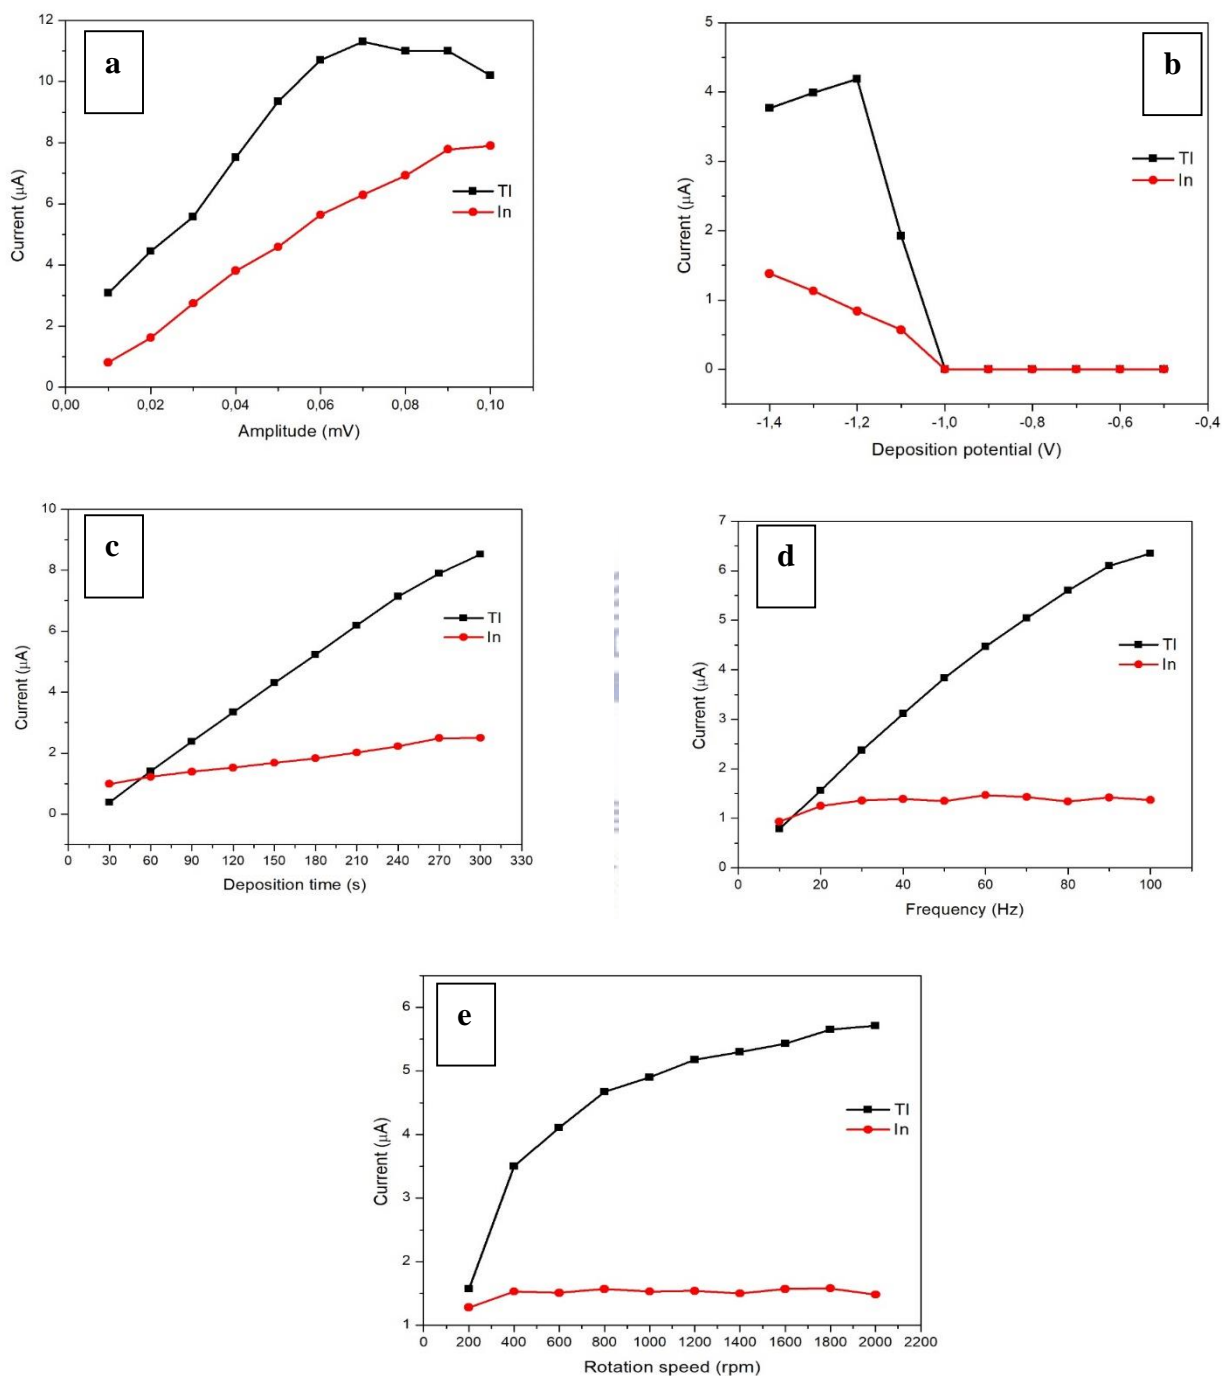 a
12
10
8
6
4
2
0
0,00 0,02 0,04 0,06 0,08 0,10
Current (μA)
Amplitude (mV)
Tl
In
b
5
4
3
2
1
0
-1,4 -1,2 -1,0 -0,8 -0,6 -0,4
Current (μA)
Deposition potential (V)
Tl
In
c
10
8
6
4
2
0
0 30 60 90 120 150 180 210 240 270 300 330
Current (μA)
Deposition time (s)
Tl
In
d
7
6
5
4
3
2
1
0
0 20 40 60 80 100
Current (μA)
Frequency (Hz)
Tl
In
e
6
5
4
3
2
1
0 200 400 600 800 1000 1200 1400 1600 1800 2000 2200
Current (μA)
Rotation speed (rpm)
Tl
In